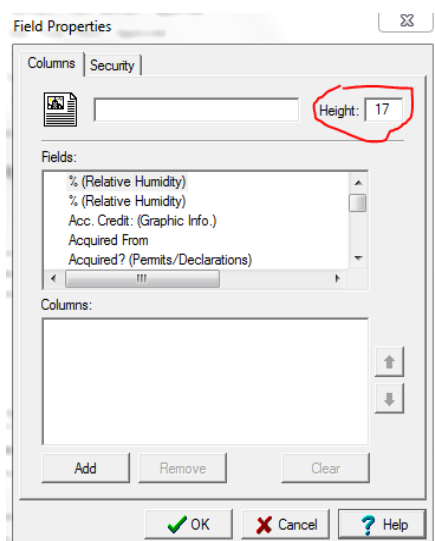 Field Properties
Columns Security
Height: 17
Fields:
% (Relative Humidity)
% (Relative Humidity)
Acc. Credit: (Graphic Info.)
Acquired From
Acquired? (Permits/Declarations)
Columns:
Add Remove Clear
OK Cancel ? Help